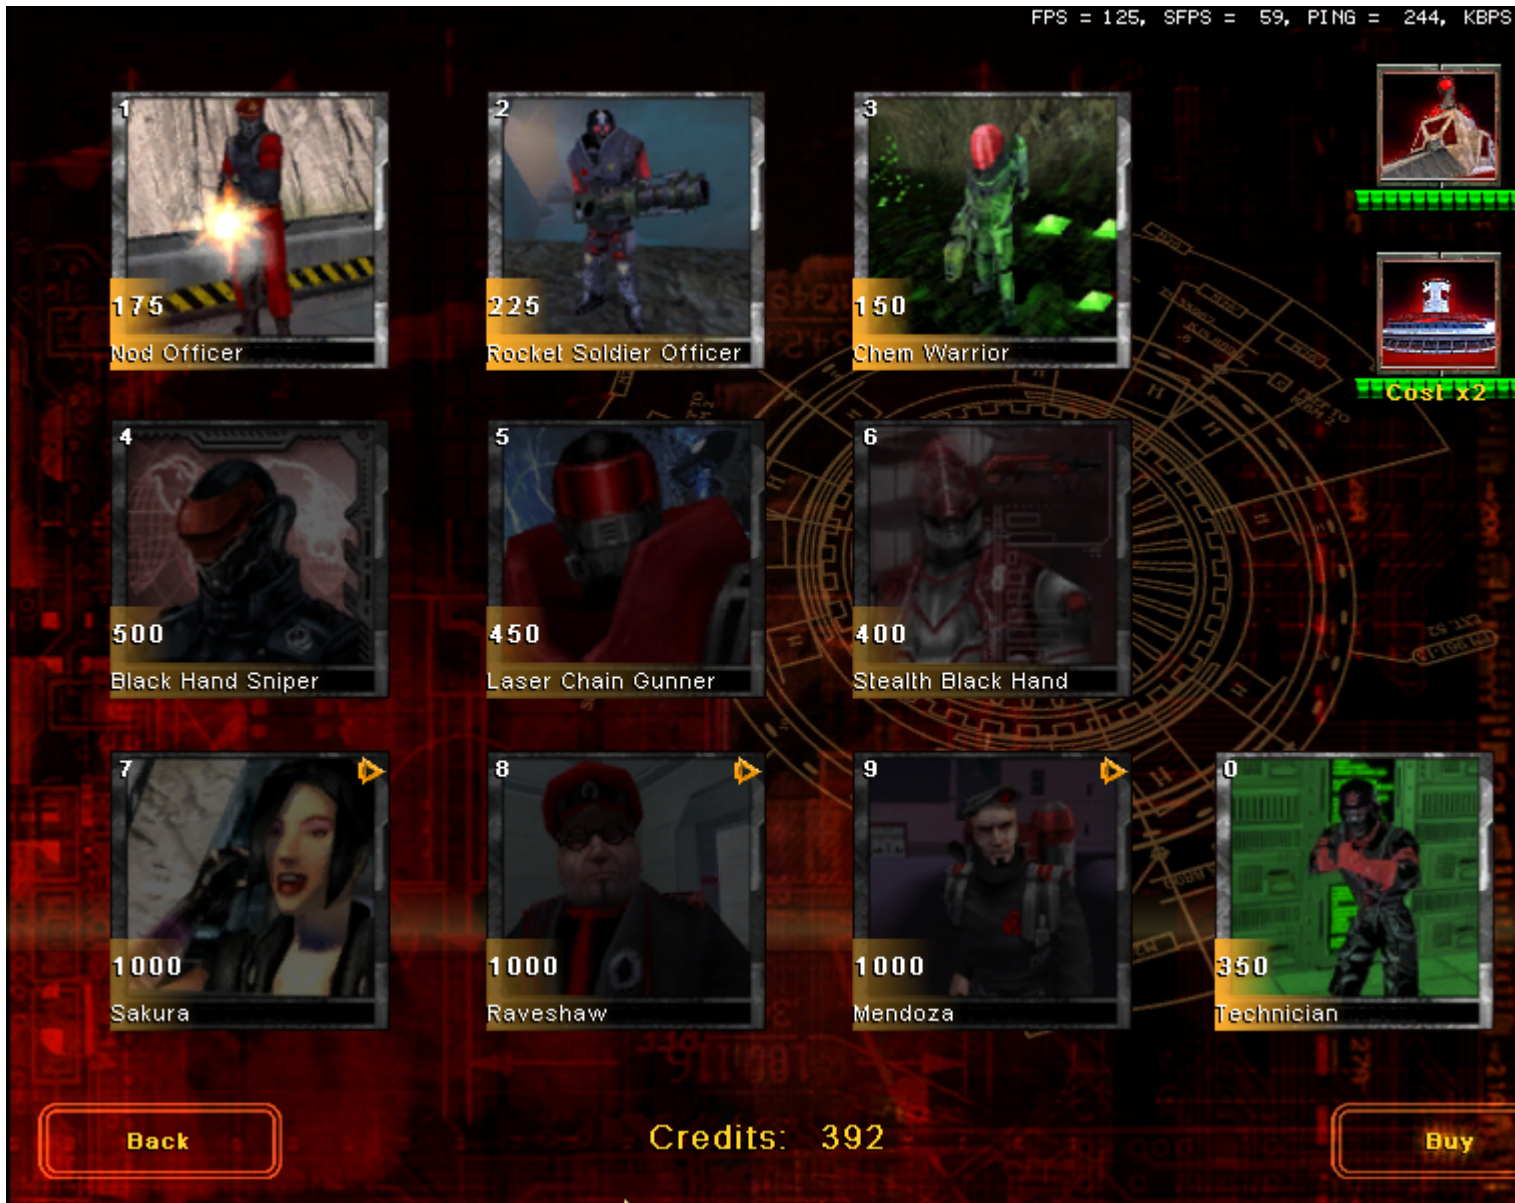 FPS = 125, SFPS = 59, PING = 244, KBPS
1
175
Nod Officer
2
225
Rocket Soldier Officer
3
150
Chem Warrior
Cost x2
4
500
Black Hand Sniper
5
450
Laser Chain Gunner
6
400
Stealth Black Hand
7
1000
Sakura
8
1000
Raveshaw
9
1000
Mendoza
0
350
Technician
Back
Credits: 392
Buy